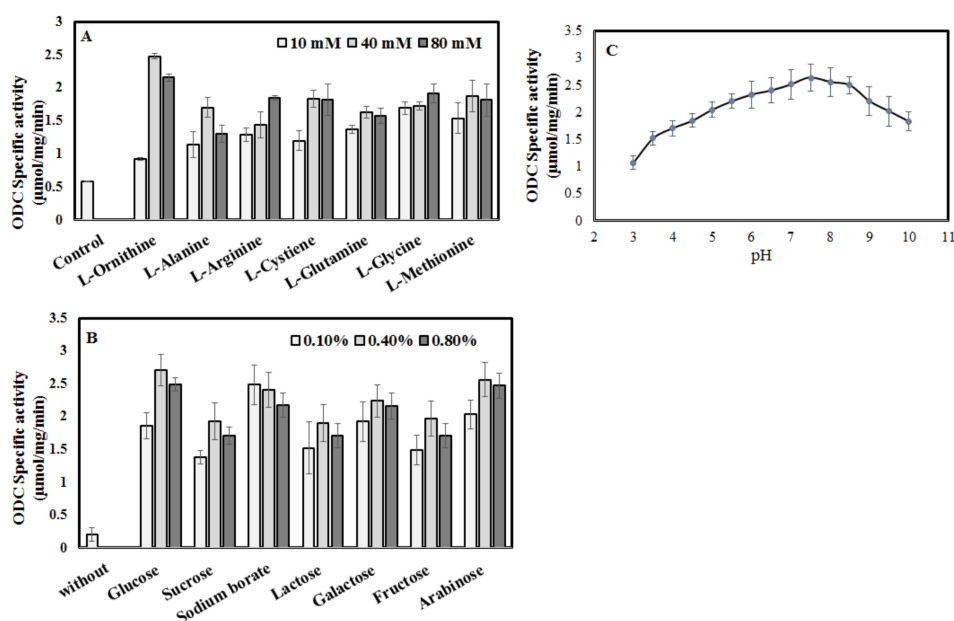 A
10 mM 40 mM 80 mM
ODC Specific activity
(µmol/mg/min)
3
2.5
2
1.5
1
0.5
0
Control
L-Ornithine
L-Alanine
L-Arginine
L-Cystiene
L-Glutamine
L-Glycine
L-Methionine
B
0.10% 0.40% 0.80%
ODC Specific activity
(µmol/mg/min)
3.5
3
2.5
2
1.5
1
0.5
0
without
Glucose
Sucrose
Sodium borate
Lactose
Galactose
Fructose
Arabinose
C
ODC Specific activity
(µmol/mg/min)
3.5
3
2.5
2
1.5
1
0.5
0
2 3 4 5 6 7 8 9 10 11
pH